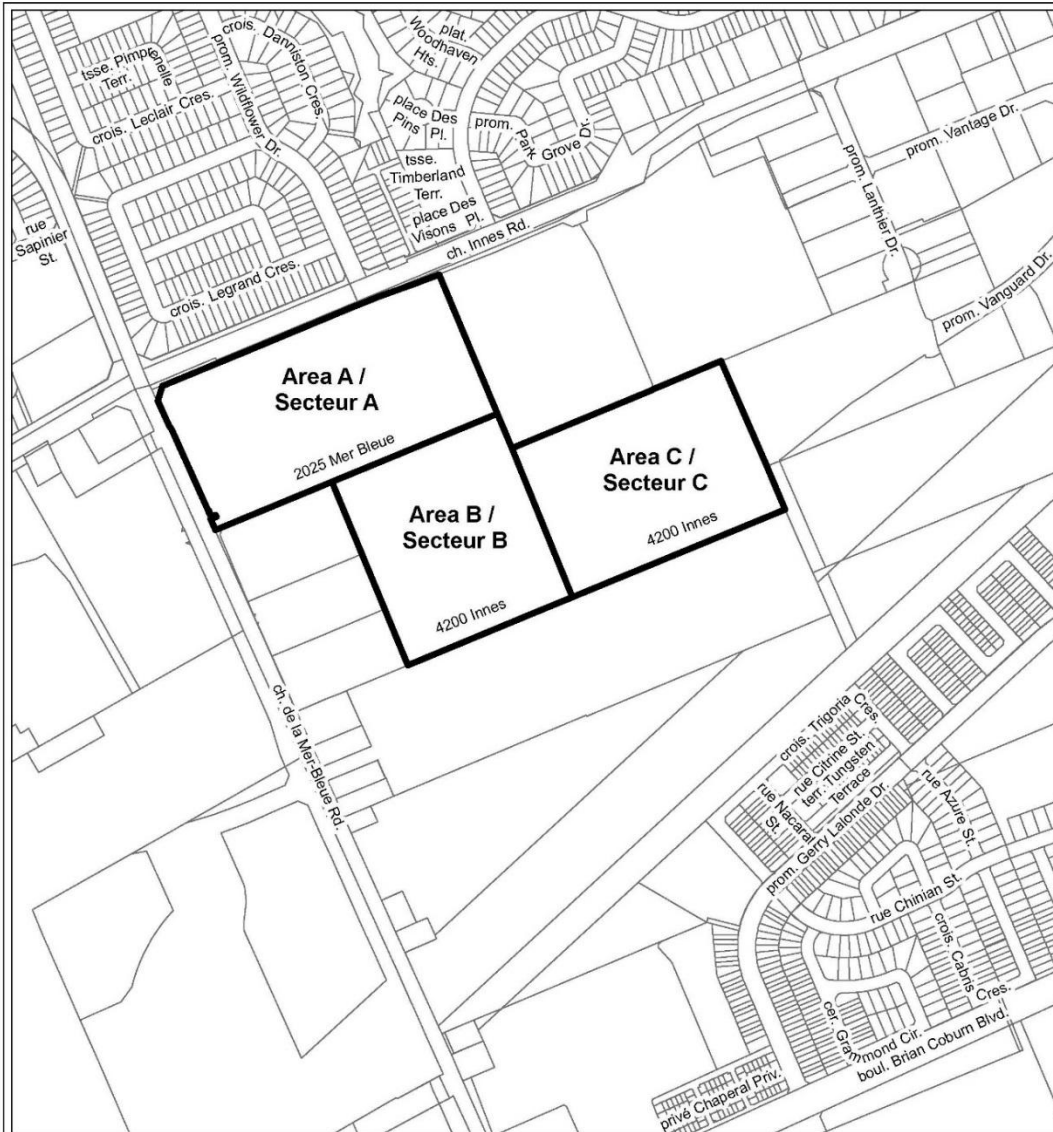 crois. Danniston Cres.
prom. Wildflower Dr.
tsse. Pimprenelle
Terr.
crois. Leclair Cres.
plat.
Woodhaven
Hts.
place Des
Pins Pl.
prom. Park
Grove Dr.
tsse.
Timberland
Terr.
place Des
Visons Pl.
prom. Vantage Dr.
prom. Lanthier Dr.
prom. Vanguard Dr.
rue
Sapinier
St.
crois. Legrand Cres.
ch. Innes Rd.
Area A /
Secteur A
2025 Mer Bleue
Area B /
Secteur B
4200 Innes
Area C /
Secteur C
4200 Innes
ch. de la Mer-Bleue Rd.
crois. Trigoria
Cres.
rue Citrine St.
terr. Tungsten
Terrace
rue Nacarat
St.
prom. Gerry Lalonde Dr.
rue Azure St.
rue Chinian St.
crois. Cabris
Cres.
cer. Grammond Cir.
boul. Brian Coburn Blvd.
privé Chaperal Priv.